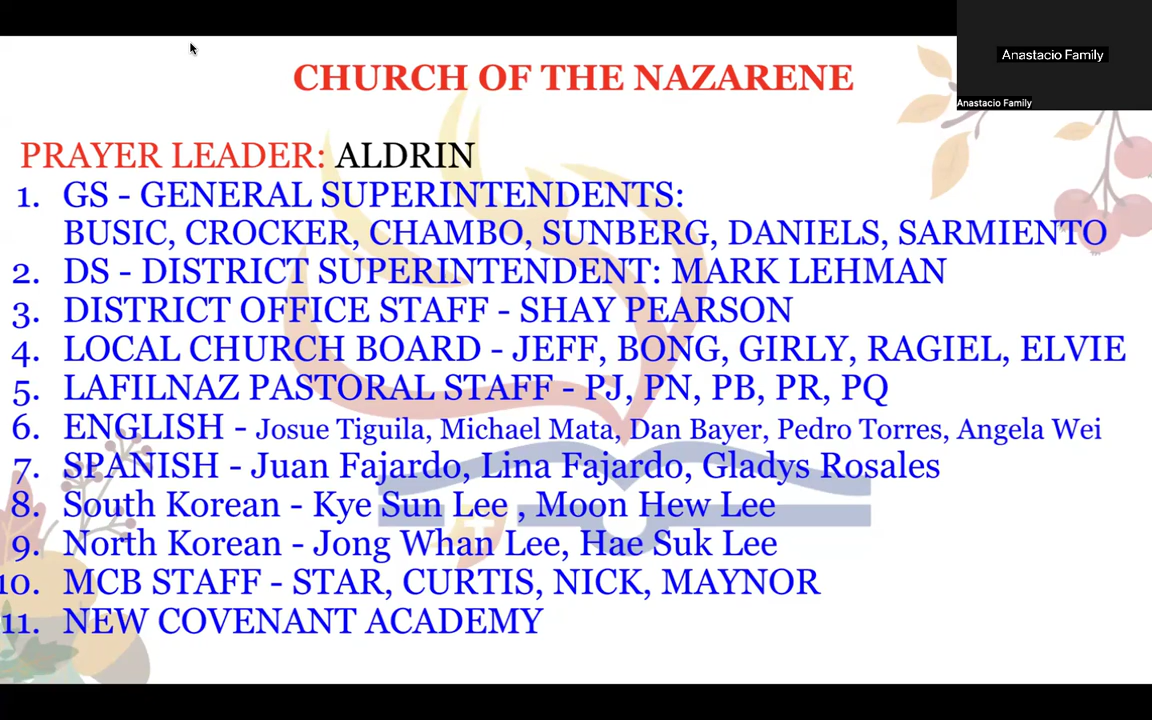 Anastacio Family
Anastacio Family
CHURCH OF THE NAZARENE
PRAYER LEADER: ALDRIN
1. GS - GENERAL SUPERINTENDENTS:
BUSIC, CROCKER, CHAMBO, SUNBERG, DANIELS, SARMIENTO
2. DS - DISTRICT SUPERINTENDENT: MARK LEHMAN
3. DISTRICT OFFICE STAFF - SHAY PEARSON
4. LOCAL CHURCH BOARD - JEFF, BONG, GIRLY, RAGIEL, ELVIE
5. LAFILNAZ PASTORAL STAFF - PJ, PN, PB, PR, PQ
6. ENGLISH - Josue Tiguila, Michael Mata, Dan Bayer, Pedro Torres, Angela Wei
7. SPANISH - Juan Fajardo, Lina Fajardo, Gladys Rosales
8. South Korean - Kye Sun Lee , Moon Hew Lee
9. North Korean - Jong Whan Lee, Hae Suk Lee
10. MCB STAFF - STAR, CURTIS, NICK, MAYNOR
11. NEW COVENANT ACADEMY